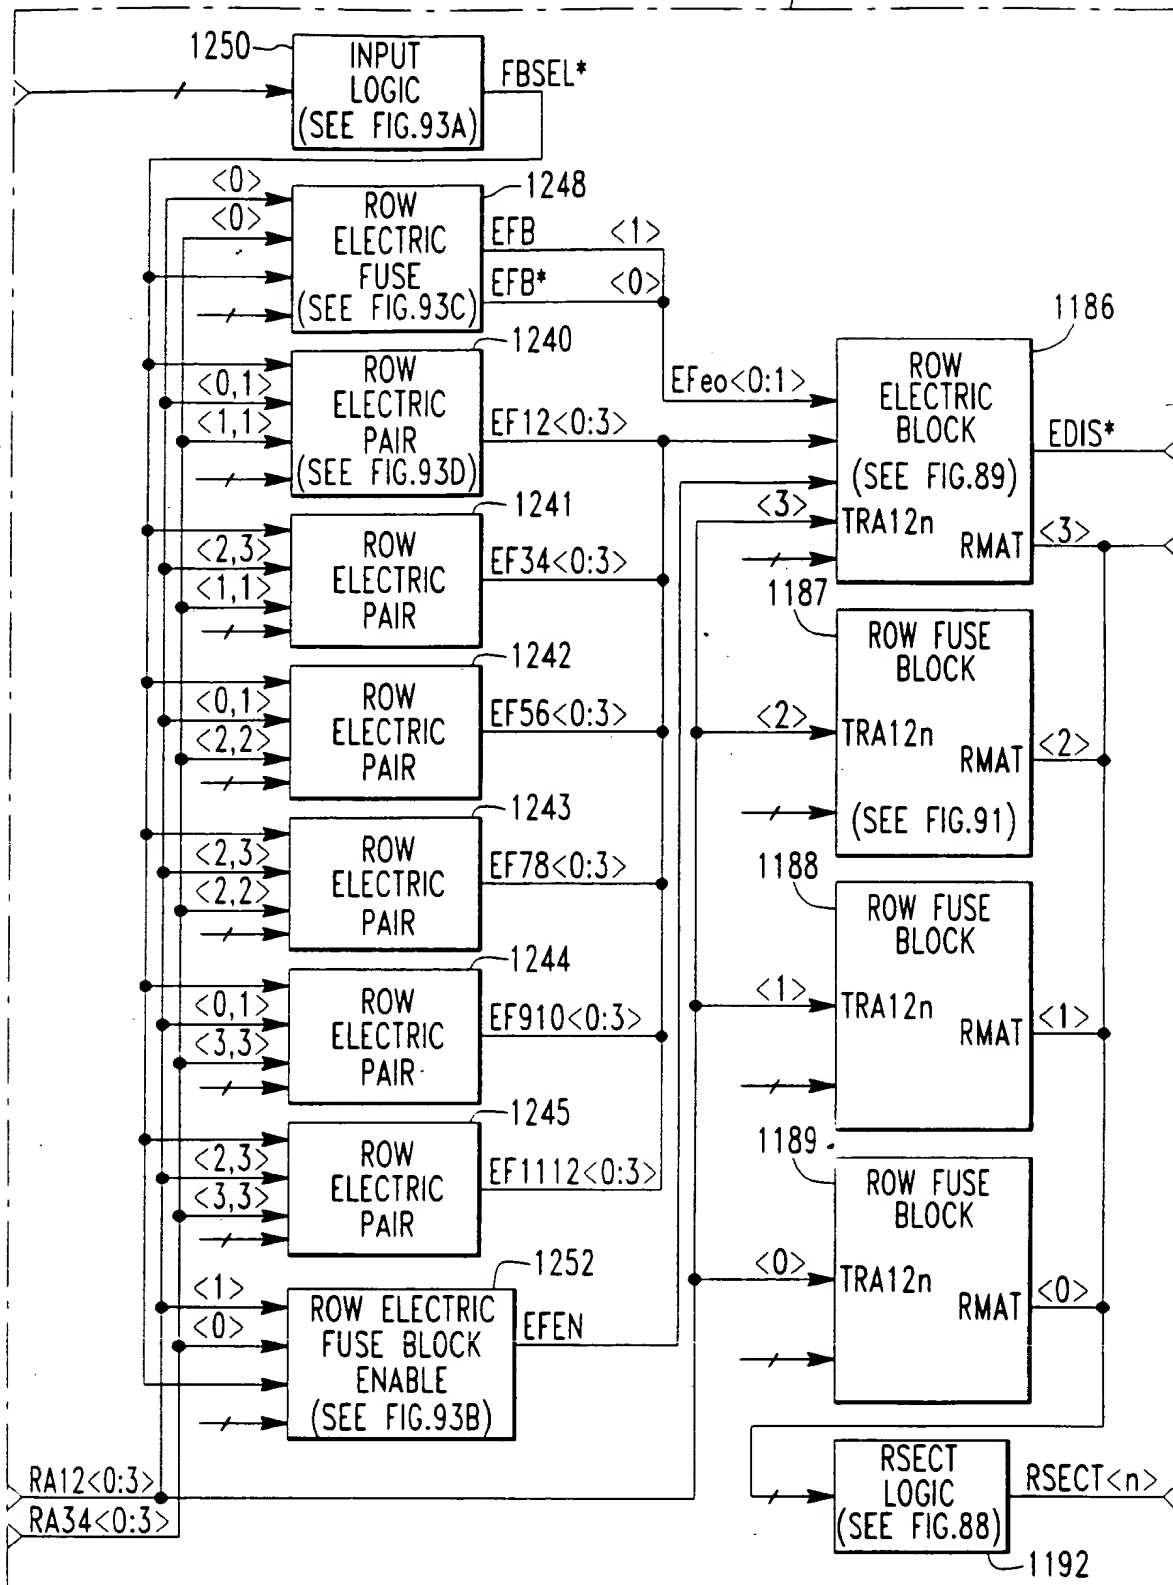 1250
INPUT
LOGIC
(SEE FIG.93A)
FBSEL*
<0>
<0>
1248
ROW
ELECTRIC
FUSE
(SEE FIG.93C)
EFB
<1>
EFB*
<0>
1240
<0,1>
<1,1>
ROW
ELECTRIC
PAIR
(SEE FIG.93D)
EF12<0:3>
1241
<2,3>
<1,1>
ROW
ELECTRIC
PAIR
EF34<0:3>
1242
<0,1>
<2,2>
ROW
ELECTRIC
PAIR
EF56<0:3>
1243
<2,3>
<2,2>
ROW
ELECTRIC
PAIR
EF78<0:3>
1244
<0,1>
<3,3>
ROW
ELECTRIC
PAIR
EF910<0:3>
1245
<2,3>
<3,3>
ROW
ELECTRIC
PAIR
EF1112<0:3>
1252
<1>
<0>
ROW ELECTRIC
FUSE BLOCK
ENABLE
(SEE FIG.93B)
EFEN
RA12<0:3>
RA34<0:3>
1186
EFeo<0:1>
ROW
ELECTRIC
BLOCK
(SEE FIG.89)
EDIS*
<3>
TRA12n
RMAT
<3>
1187
ROW FUSE
BLOCK
<2>
TRA12n
RMAT
<2>
(SEE FIG.91)
1188
ROW FUSE
BLOCK
<1>
TRA12n
RMAT
<1>
1189
ROW FUSE
BLOCK
<0>
TRA12n
RMAT
<0>
RSECT
LOGIC
(SEE FIG.88)
RSECT<n>
1192